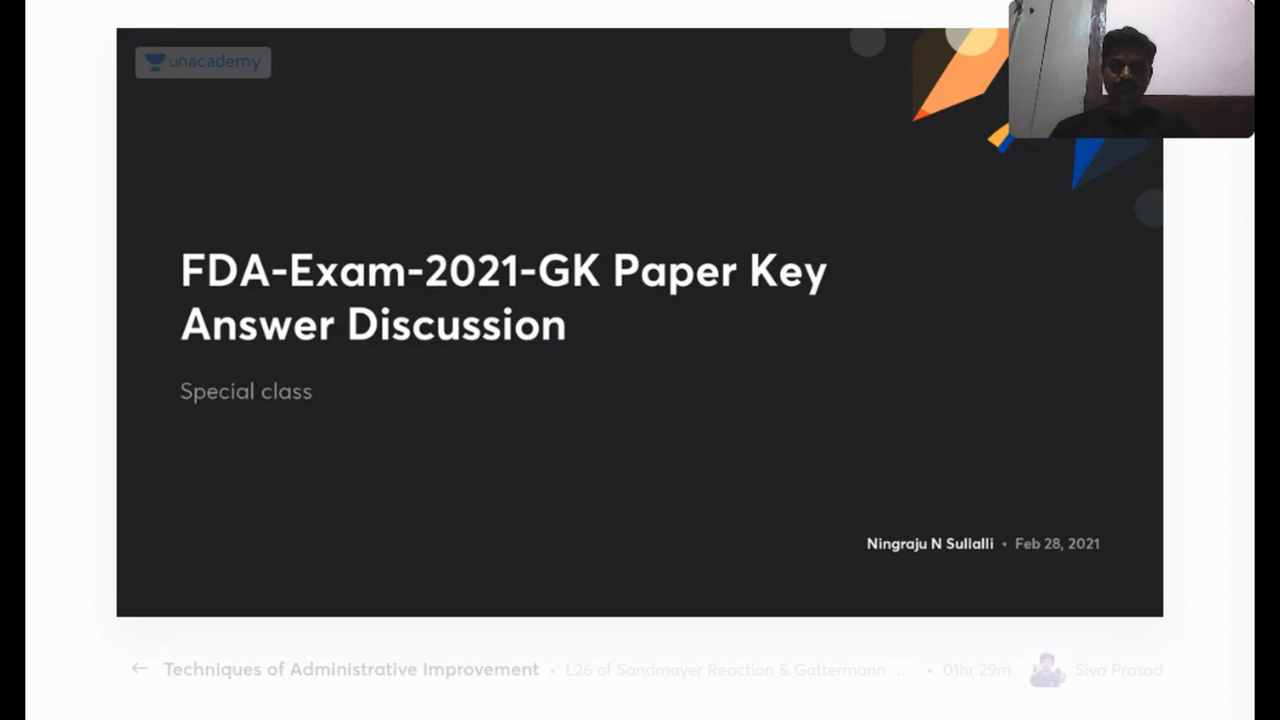 unacademy
FDA-Exam-2021-GK Paper Key
Answer Discussion
Special class
Ningraju N Sullalli • Feb 28, 2021
← Techniques of Administrative Improvement • L26 of Sandmayer Reaction & Gattermann ... • 01hr 29m Siva Prasad